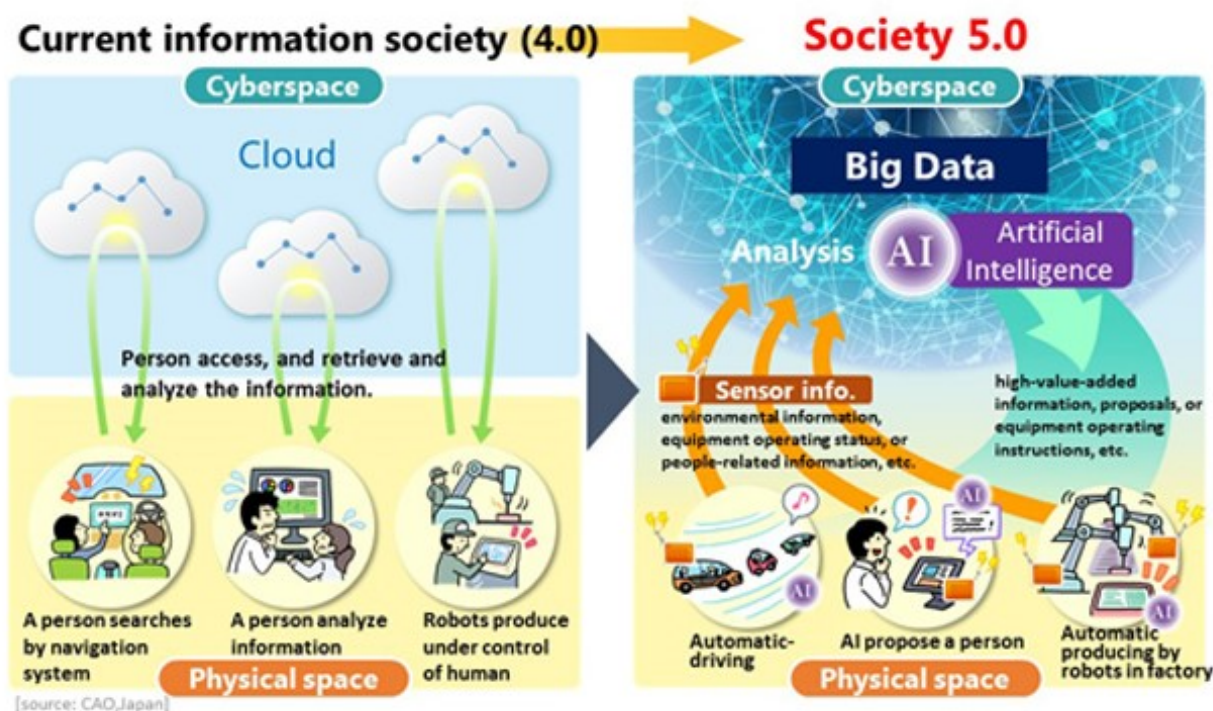 Current information society (4.0)
Society 5.0
Cyberspace
Cloud
Person access, and retrieve and
analyze the information.
A person searches
by navigation
system
A person analyze
information
Robots produce
under control
of human
Physical space
[source: CAO,Japan]
Cyberspace
Big Data
Analysis
AI
Artificial
Intelligence
Sensor info.
environmental information,
equipment operating status, or
people-related information, etc.
high-value-added
information, proposals, or
equipment operating
instructions, etc.
AI
AI
AI
Automatic-
driving
AI propose a person
Automatic
producing by
robots in factory
Physical space